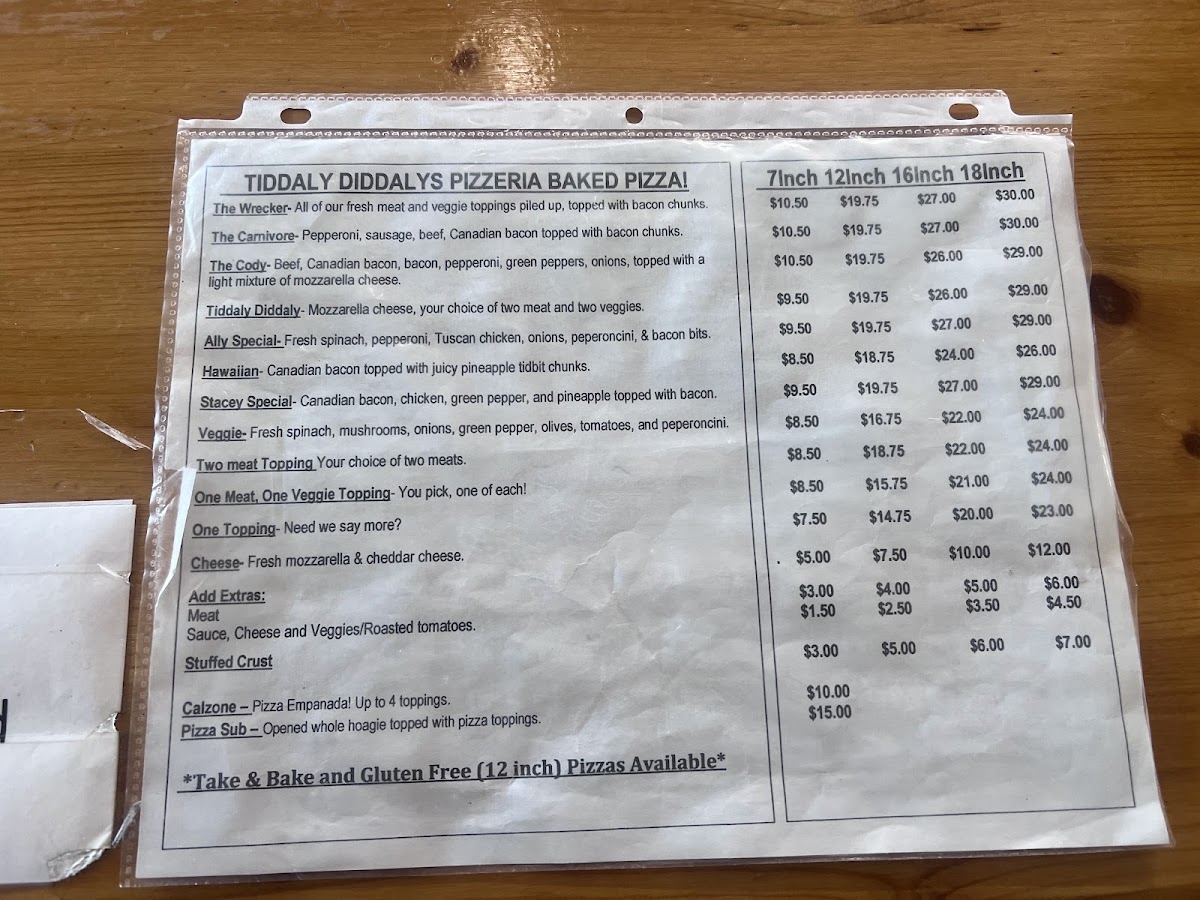 TIDDALY DIDDALYS PIZZERIA BAKED PIZZA!
7Inch 12Inch 16Inch 18Inch
The Wrecker- All of our fresh meat and veggie toppings piled up, topped with bacon chunks. $10.50 $19.75 $27.00 $30.00
The Carnivore- Pepperoni, sausage, beef, Canadian bacon topped with bacon chunks. $10.50 $19.75 $27.00 $30.00
The Cody- Beef, Canadian bacon, bacon, pepperoni, green peppers, onions, topped with a $10.50 $19.75 $26.00 $29.00
light mixture of mozzarella cheese.
Tiddaly Diddaly- Mozzarella cheese, your choice of two meat and two veggies. $9.50 $19.75 $26.00 $29.00
Ally Special- Fresh spinach, pepperoni, Tuscan chicken, onions, peperoncini, & bacon bits. $9.50 $19.75 $27.00 $29.00
Hawaiian- Canadian bacon topped with juicy pineapple tidbit chunks. $8.50 $18.75 $24.00 $26.00
Stacey Special- Canadian bacon, chicken, green pepper, and pineapple topped with bacon. $9.50 $19.75 $27.00 $29.00
Veggie- Fresh spinach, mushrooms, onions, green pepper, olives, tomatoes, and peperoncini. $8.50 $16.75 $22.00 $24.00
Two meat Topping Your choice of two meats. $8.50 $18.75 $22.00 $24.00
One Meat, One Veggie Topping- You pick, one of each! $8.50 $15.75 $21.00 $24.00
One Topping- Need we say more? $7.50 $14.75 $20.00 $23.00
Cheese- Fresh mozzarella & cheddar cheese. $5.00 $7.50 $10.00 $12.00
Add Extras:
Meat $3.00 $4.00 $5.00 $6.00
Sauce, Cheese and Veggies/Roasted tomatoes. $1.50 $2.50 $3.50 $4.50
Stuffed Crust $3.00 $5.00 $6.00 $7.00
Calzone – Pizza Empanada! Up to 4 toppings. $10.00
Pizza Sub – Opened whole hoagie topped with pizza toppings. $15.00
*Take & Bake and Gluten Free (12 inch) Pizzas Available*